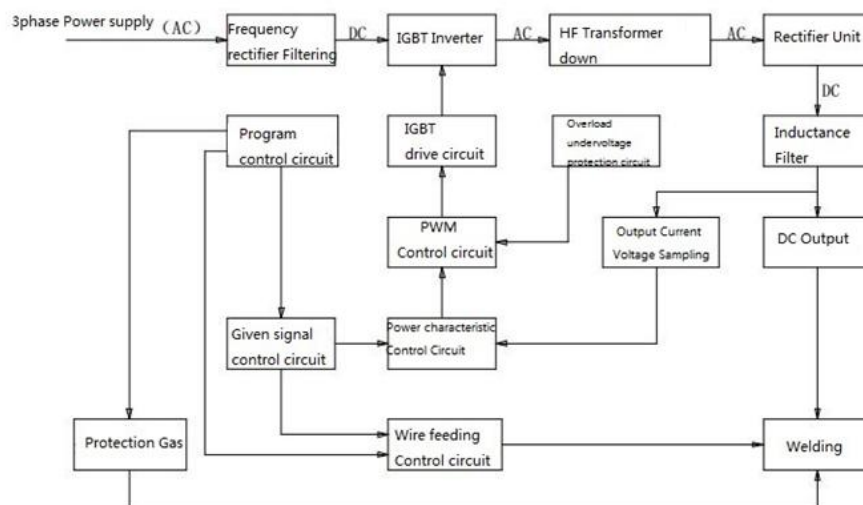 3phase Power supply (AC)
Frequency
rectifier Filtering
DC
IGBT Inverter
AC
HF Transformer
down
AC
Rectifier Unit
DC
Program
control circuit
IGBT
drive circuit
Overload
undervoltage
protection circuit
Inductance
Filter
PWM
Control circuit
Output Current
Voltage Sampling
DC Output
Given signal
control circuit
Power characteristic
Control Circuit
Protection Gas
Wire feeding
Control circuit
Welding